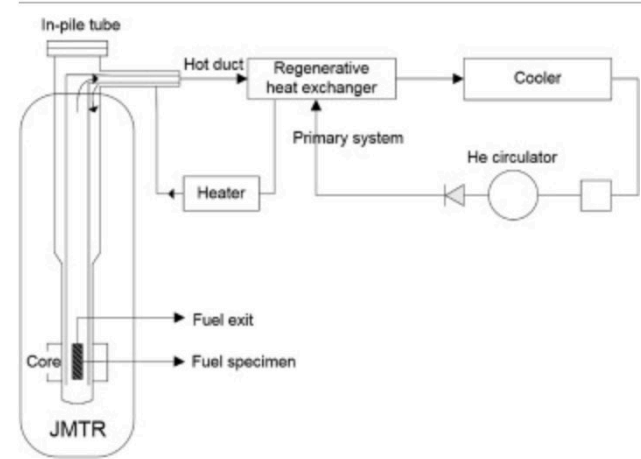 In-pile tube
Hot duct
Regenerative
heat exchanger
Cooler
Primary system
He circulator
Heater
Fuel exit
Core
Fuel specimen
JMTR